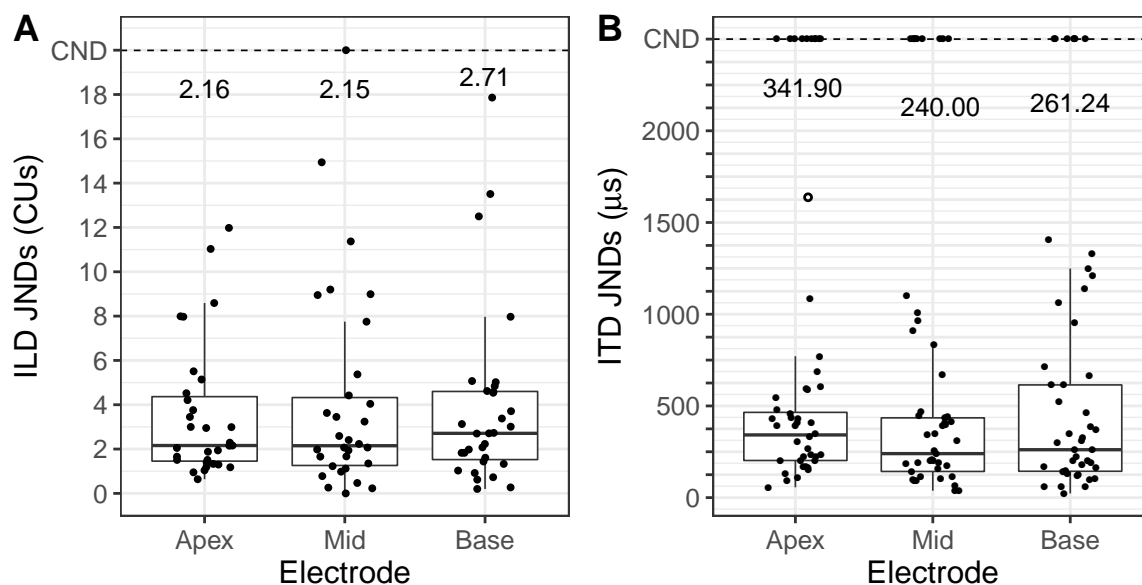 A
CND
18
16
14
12
10
8
6
4
2
0
ILD JNDs (CUs)
2.16
2.15
2.71
Apex
Mid
Base
Electrode
B
CND
2000
1500
1000
500
0
ITD JNDs (μs)
341.90
240.00
261.24
Apex
Mid
Base
Electrode